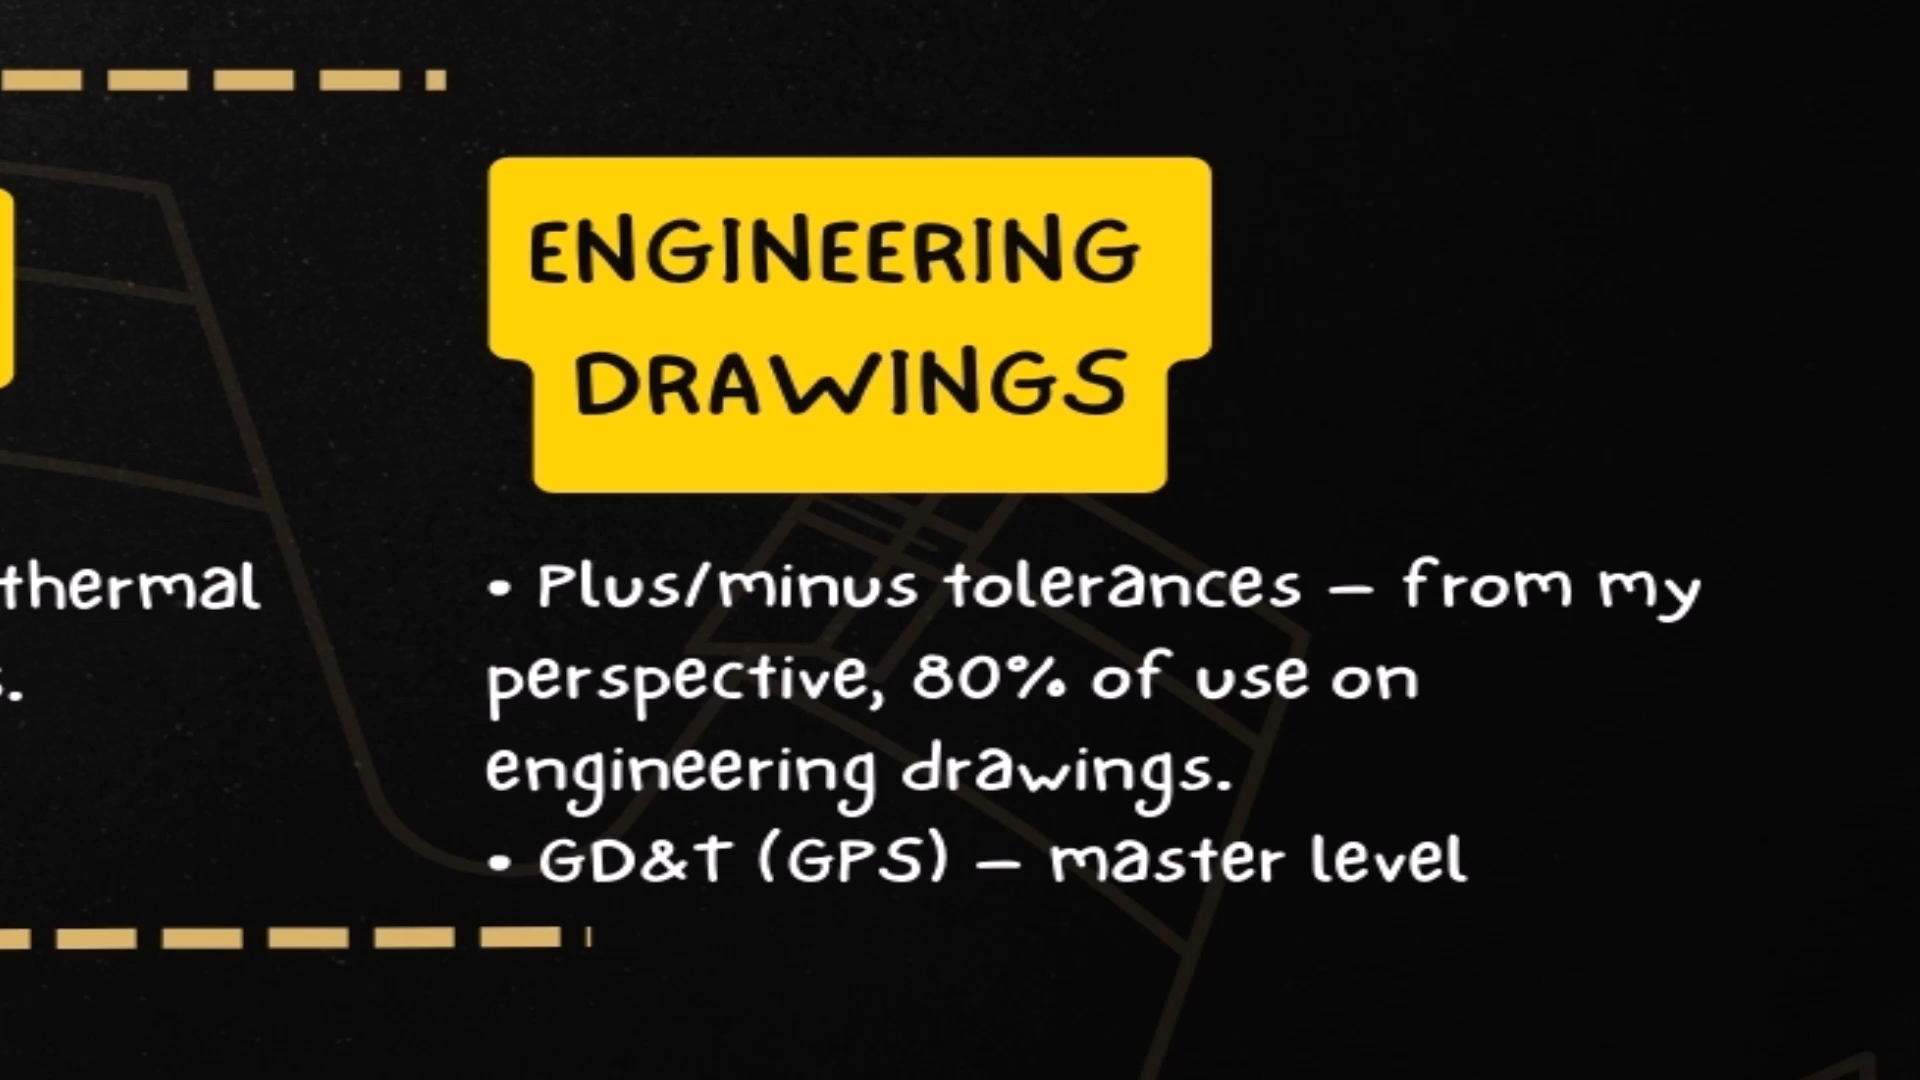 ENGINEERING
DRAWINGS
thermal
s.
• Plus/minus tolerances – from my
perspective, 80% of use on
engineering drawings.
• GD&T (GPS) – master level